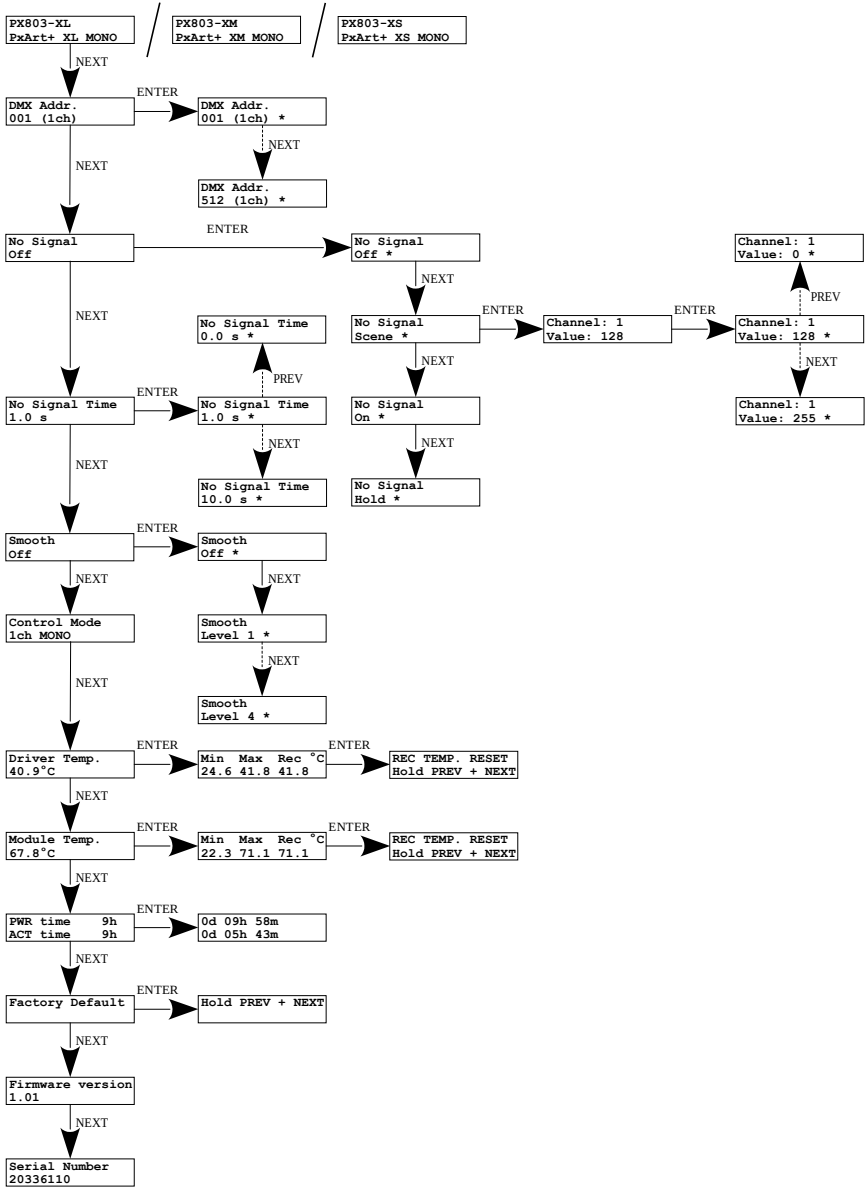 PX803-XL
PxArt+ XL MONO
PX803-XM
PxArt+ XM MONO
PX803-XS
PxArt+ XS MONO
NEXT
ENTER
DMX Addr.
001 (1ch)
DMX Addr.
001 (1ch) *
NEXT
NEXT
DMX Addr.
512 (1ch) *
ENTER
No Signal
Off
No Signal
Off *
Channel: 1
Value: 0 *
NEXT
PREV
NEXT
No Signal Time
0.0 s *
No Signal
Scene *
ENTER
Channel: 1
Value: 128
ENTER
Channel: 1
Value: 128 *
PREV
NEXT
NEXT
ENTER
No Signal Time
1.0 s
No Signal Time
1.0 s *
No Signal
On *
Channel: 1
Value: 255 *
NEXT
NEXT
NEXT
No Signal Time
10.0 s *
No Signal
Hold *
ENTER
Smooth
Off
Smooth
Off *
NEXT
NEXT
Control Mode
1ch MONO
Smooth
Level 1 *
NEXT
NEXT
Smooth
Level 4 *
ENTER
ENTER
Driver Temp.
40.9°C
Min Max Rec °C
24.6 41.8 41.8
REC TEMP. RESET
Hold PREV + NEXT
NEXT
ENTER
ENTER
Module Temp.
67.8°C
Min Max Rec °C
22.3 71.1 71.1
REC TEMP. RESET
Hold PREV + NEXT
NEXT
ENTER
PWR time 9h
ACT time 9h
0d 09h 58m
0d 05h 43m
NEXT
ENTER
Factory Default
Hold PREV + NEXT
NEXT
Firmware version
1.01
NEXT
Serial Number
20336110